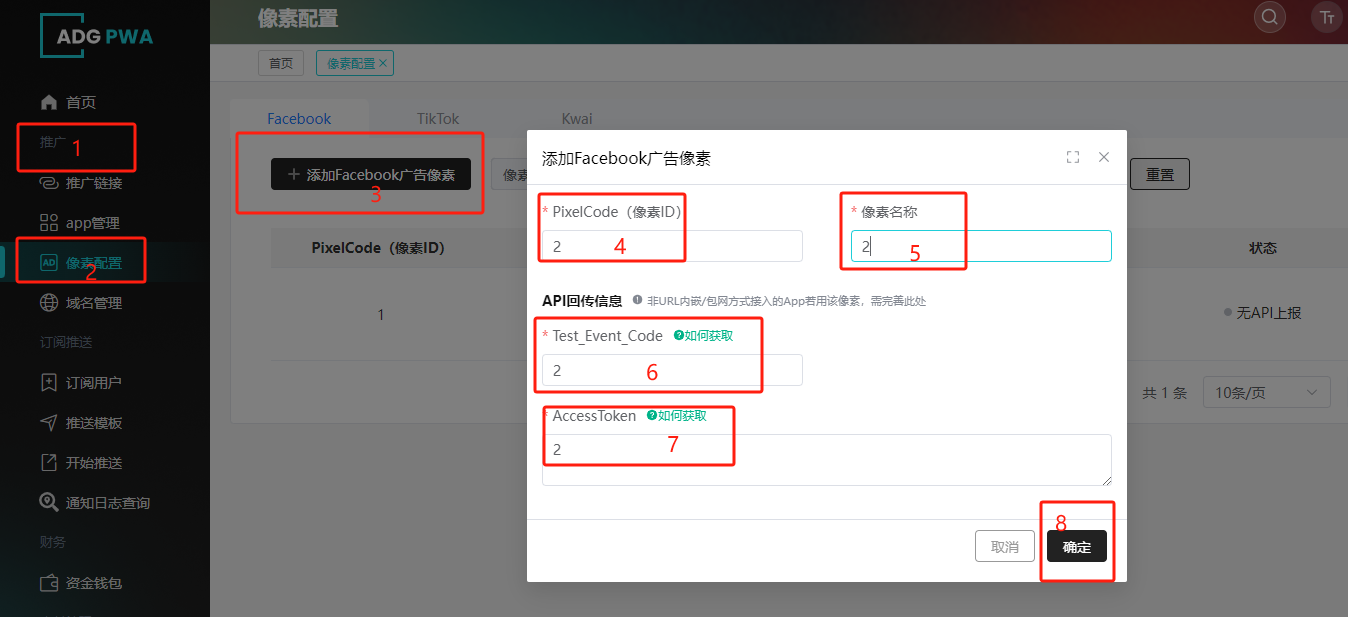 ADG PWA
像素配置
Tт
首页
像素配置 ×
首页
推广
1
推广链接
app管理
像素配置
2
域名管理
订阅推送
订阅用户
推送模板
开始推送
通知日志查询
财务
资金钱包
Facebook
TikTok
Kwai
+ 添加Facebook广告像素
3
像素
重置
PixelCode（像素ID）
状态
1
无API上报
共 1 条
10条/页
添加Facebook广告像素
* PixelCode（像素ID）
2
4
* 像素名称
2
5
API回传信息 非URL内嵌/包网方式接入的App若用该像素，需完善此处
* Test_Event_Code 如何获取
2
6
* AccessToken 如何获取
2
7
8
取消
确定